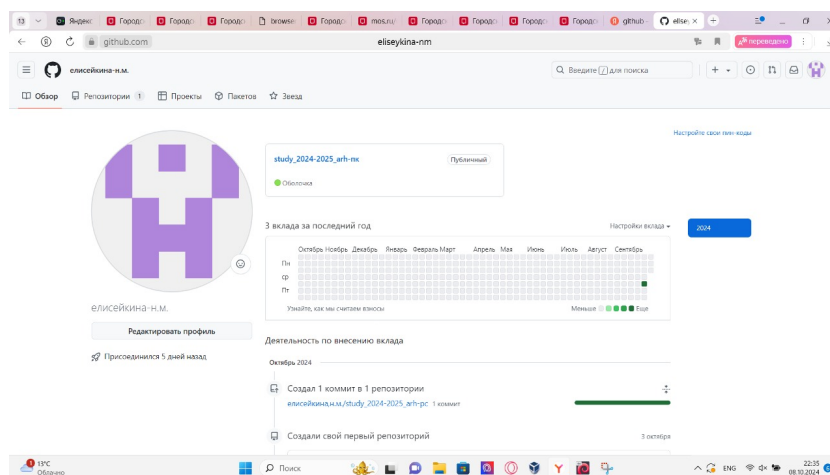 13
Яндекс
Городс
Городс
Городс
browse
Городс
mos.ru/
Городс
Городс
Городс
Городс
github
elisey
github.com
eliseykina-nm
переведено
елисейкина-н.м.
Введите / для поиска
Обзор Репозитории 1 Проекты Пакетов Звезд
Настройте свои пин-коды
study_2024-2025_arh-пк Публичный
Оболочка
3 вклада за последний год Настройки вклада
2024
Октябрь Ноябрь Декабрь Январь Февраль Март Апрель Мая Июнь Июль Август Сентябрь
Пн
ср
Пт
Узнайте, как мы считаем взносы Меньше Еще
елисейкина-н.м.
Редактировать профиль
Присоединился 5 дней назад
Деятельность по внесению вклада
Октябрь 2024
Создал 1 коммит в 1 репозитории
елисейкина,н.м./study_2024-2025_arh-pc 1 коммит
Создали свой первый репозиторий 3 октября
13°C
Облачно
Поиск
ENG
22:35
08.10.2024